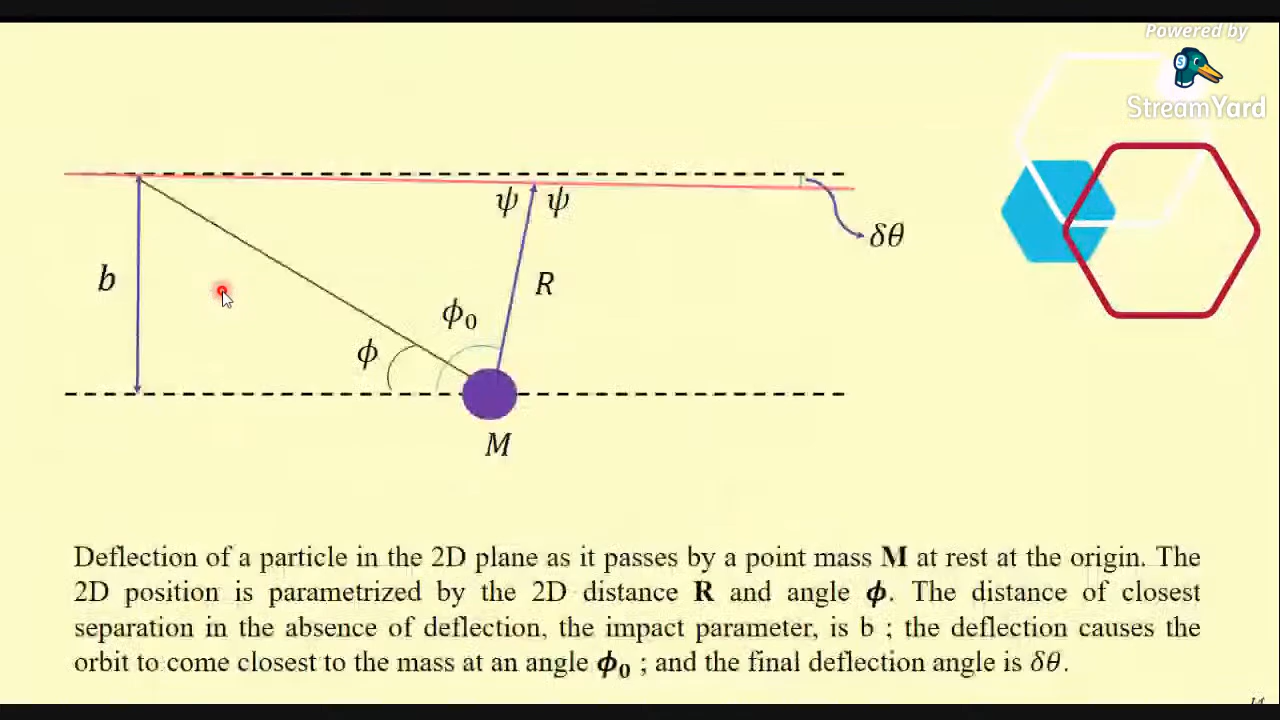 Powered by
StreamYard
ψ ψ
δθ
b
R
ϕ₀
ϕ
M
Deflection of a particle in the 2D plane as it passes by a point mass M at rest at the origin. The
2D position is parametrized by the 2D distance R and angle ϕ. The distance of closest
separation in the absence of deflection, the impact parameter, is b ; the deflection causes the
orbit to come closest to the mass at an angle ϕ₀ ; and the final deflection angle is δθ.